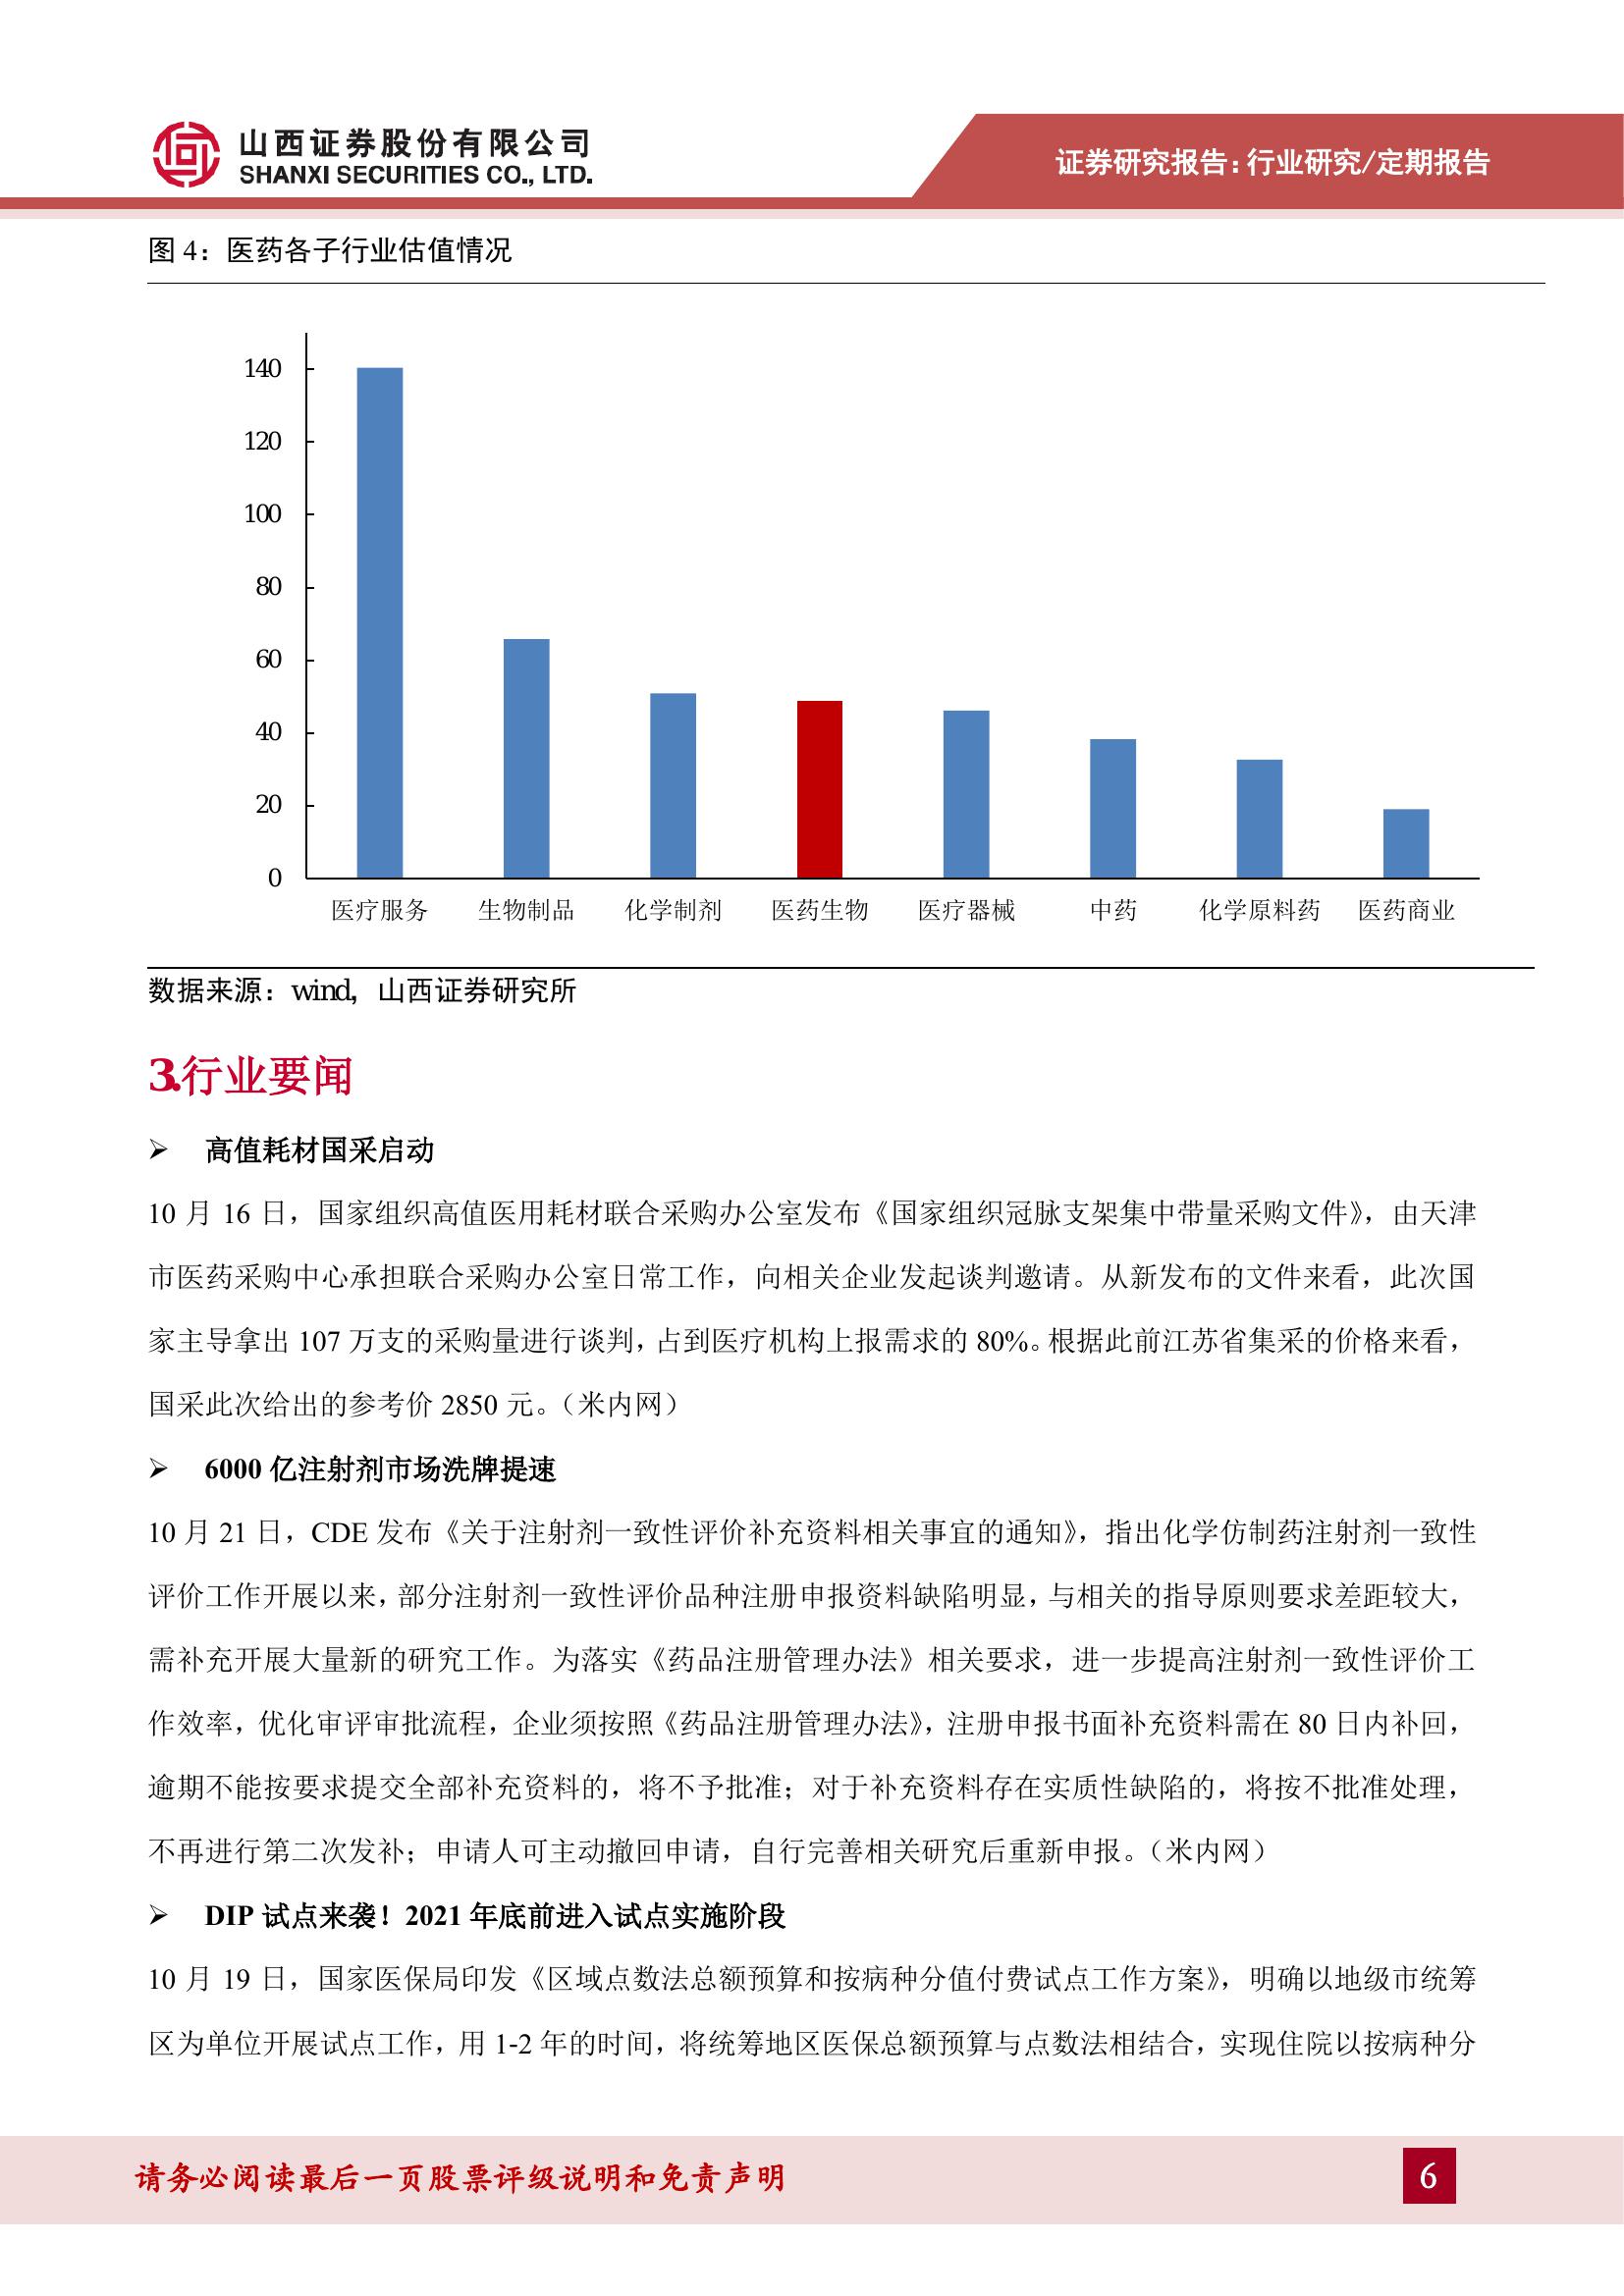 山西证券股份有限公司
SHANXI SECURITIES CO., LTD.
证券研究报告：行业研究/定期报告
图 4：医药各子行业估值情况
140
120
100
80
60
40
20
0
医疗服务 生物制品 化学制剂 医药生物 医疗器械 中药 化学原料药 医药商业
数据来源：wind，山西证券研究所
3.行业要闻
➢ 高值耗材国采启动
10 月 16 日，国家组织高值医用耗材联合采购办公室发布《国家组织冠脉支架集中带量采购文件》，由天津
市医药采购中心承担联合采购办公室日常工作，向相关企业发起谈判邀请。从新发布的文件来看，此次国
家主导拿出 107 万支的采购量进行谈判，占到医疗机构上报需求的 80%。根据此前江苏省集采的价格来看，
国采此次给出的参考价 2850 元。（米内网）
➢ 6000 亿注射剂市场洗牌提速
10 月 21 日，CDE 发布《关于注射剂一致性评价补充资料相关事宜的通知》，指出化学仿制药注射剂一致性
评价工作开展以来，部分注射剂一致性评价品种注册申报资料缺陷明显，与相关的指导原则要求差距较大，
需补充开展大量新的研究工作。为落实《药品注册管理办法》相关要求，进一步提高注射剂一致性评价工
作效率，优化审评审批流程，企业须按照《药品注册管理办法》，注册申报书面补充资料需在 80 日内补回，
逾期不能按要求提交全部补充资料的，将不予批准；对于补充资料存在实质性缺陷的，将按不批准处理，
不再进行第二次发补；申请人可主动撤回申请，自行完善相关研究后重新申报。（米内网）
➢ DIP 试点来袭！2021 年底前进入试点实施阶段
10 月 19 日，国家医保局印发《区域点数法总额预算和按病种分值付费试点工作方案》，明确以地级市统筹
区为单位开展试点工作，用 1-2 年的时间，将统筹地区医保总额预算与点数法相结合，实现住院以按病种分
请务必阅读最后一页股票评级说明和免责声明
6